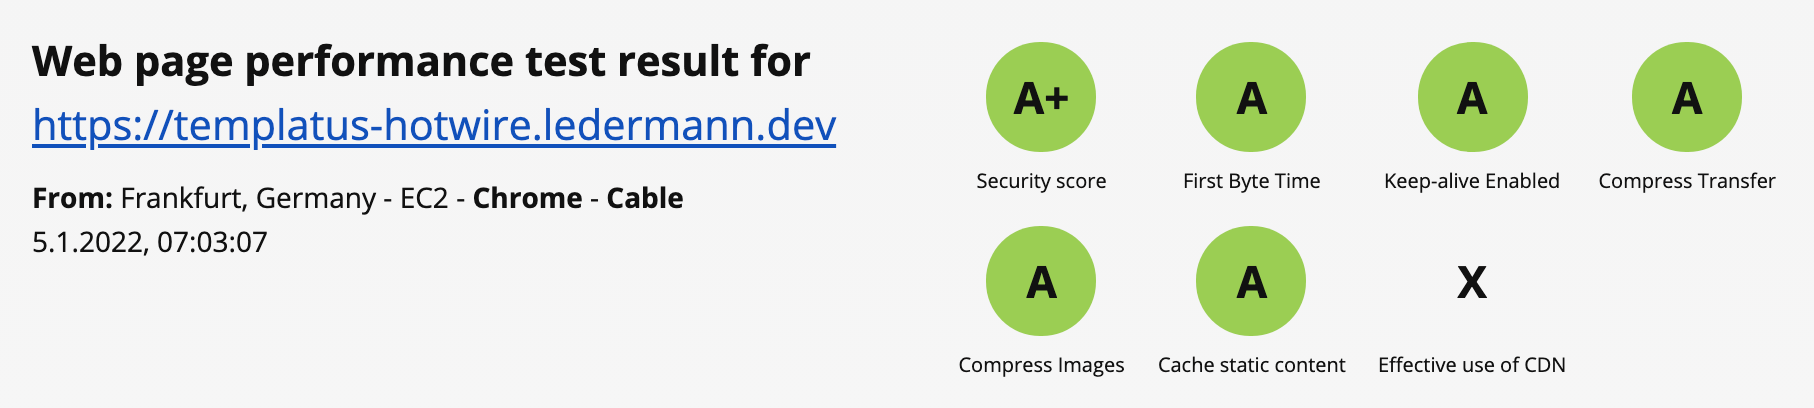 Web page performance test result for
https://templatus-hotwire.ledermann.dev
From: Frankfurt, Germany - EC2 - Chrome - Cable
5.1.2022, 07:03:07
A+ A A A
Security score First Byte Time Keep-alive Enabled Compress Transfer
A A X
Compress Images Cache static content Effective use of CDN